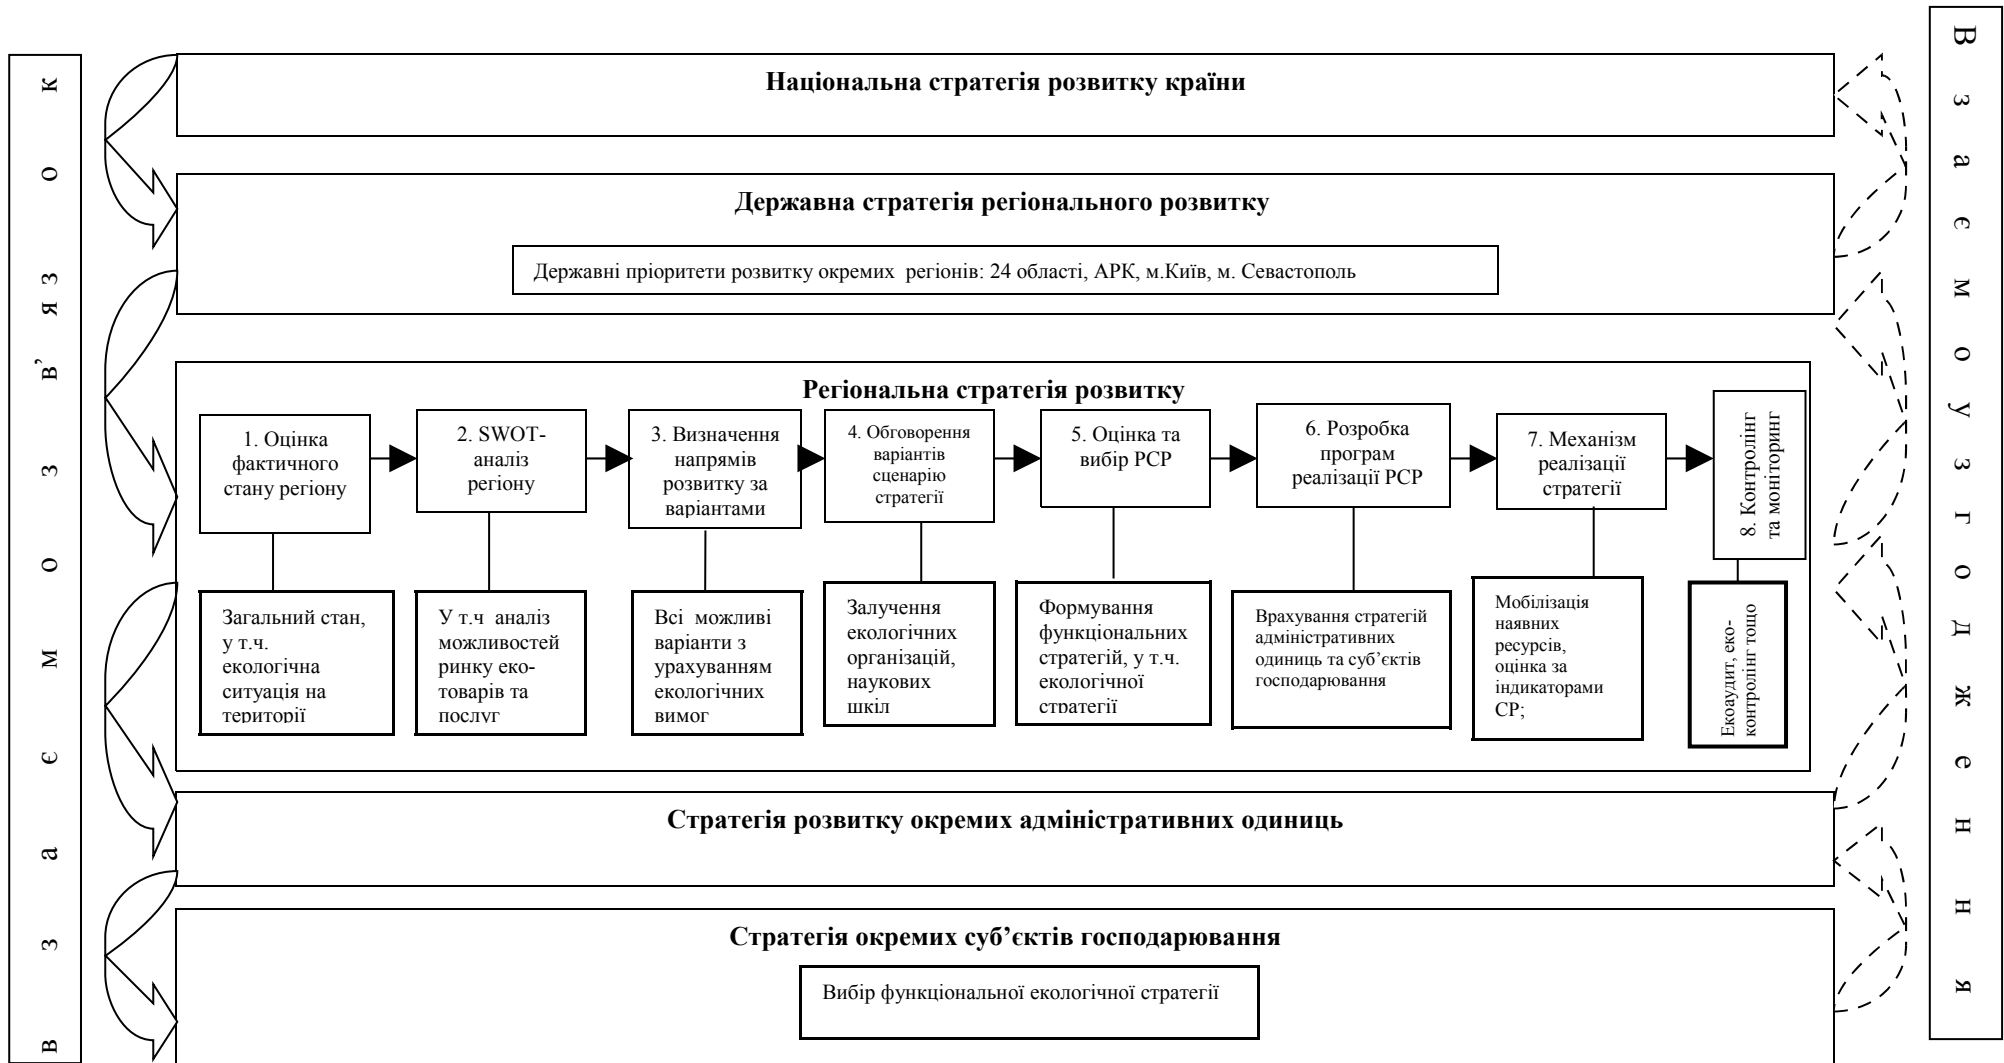 взаємозв’язок
Національна стратегія розвитку країни
Державна стратегія регіонального розвитку
Державні пріоритети розвитку окремих регіонів: 24 області, АРК, м.Київ, м. Севастополь
Регіональна стратегія розвитку
1. Оцінка
фактичного
стану регіону
2. SWOT-
аналіз
регіону
3. Визначення
напрямів
розвитку за
варіантами
4. Обговорення
варіантів
сценарію
стратегії
5. Оцінка та
вибір РСР
6. Розробка
програм
реалізації РСР
7. Механізм
реалізації
стратегії
8. Контролінг
та моніторинг
Загальний стан,
у т.ч.
екологічна
ситуація на
території
У т.ч аналіз
можливостей
ринку еко-
товарів та
послуг
Всі можливі
варіанти з
урахуванням
екологічних
вимог
Залучення
екологічних
організацій,
наукових
шкіл
Формування
функціональних
стратегій, у т.ч.
екологічної
стратегії
Врахування стратегій
адміністративних
одиниць та суб’єктів
господарювання
Мобілізація
наявних
ресурсів,
оцінка за
індикаторами
СР;
Екоаудит, еко-
контролінг тощо
Стратегія розвитку окремих адміністративних одиниць
Стратегія окремих суб’єктів господарювання
Вибір функціональної екологічної стратегії
Взаємоузгодження